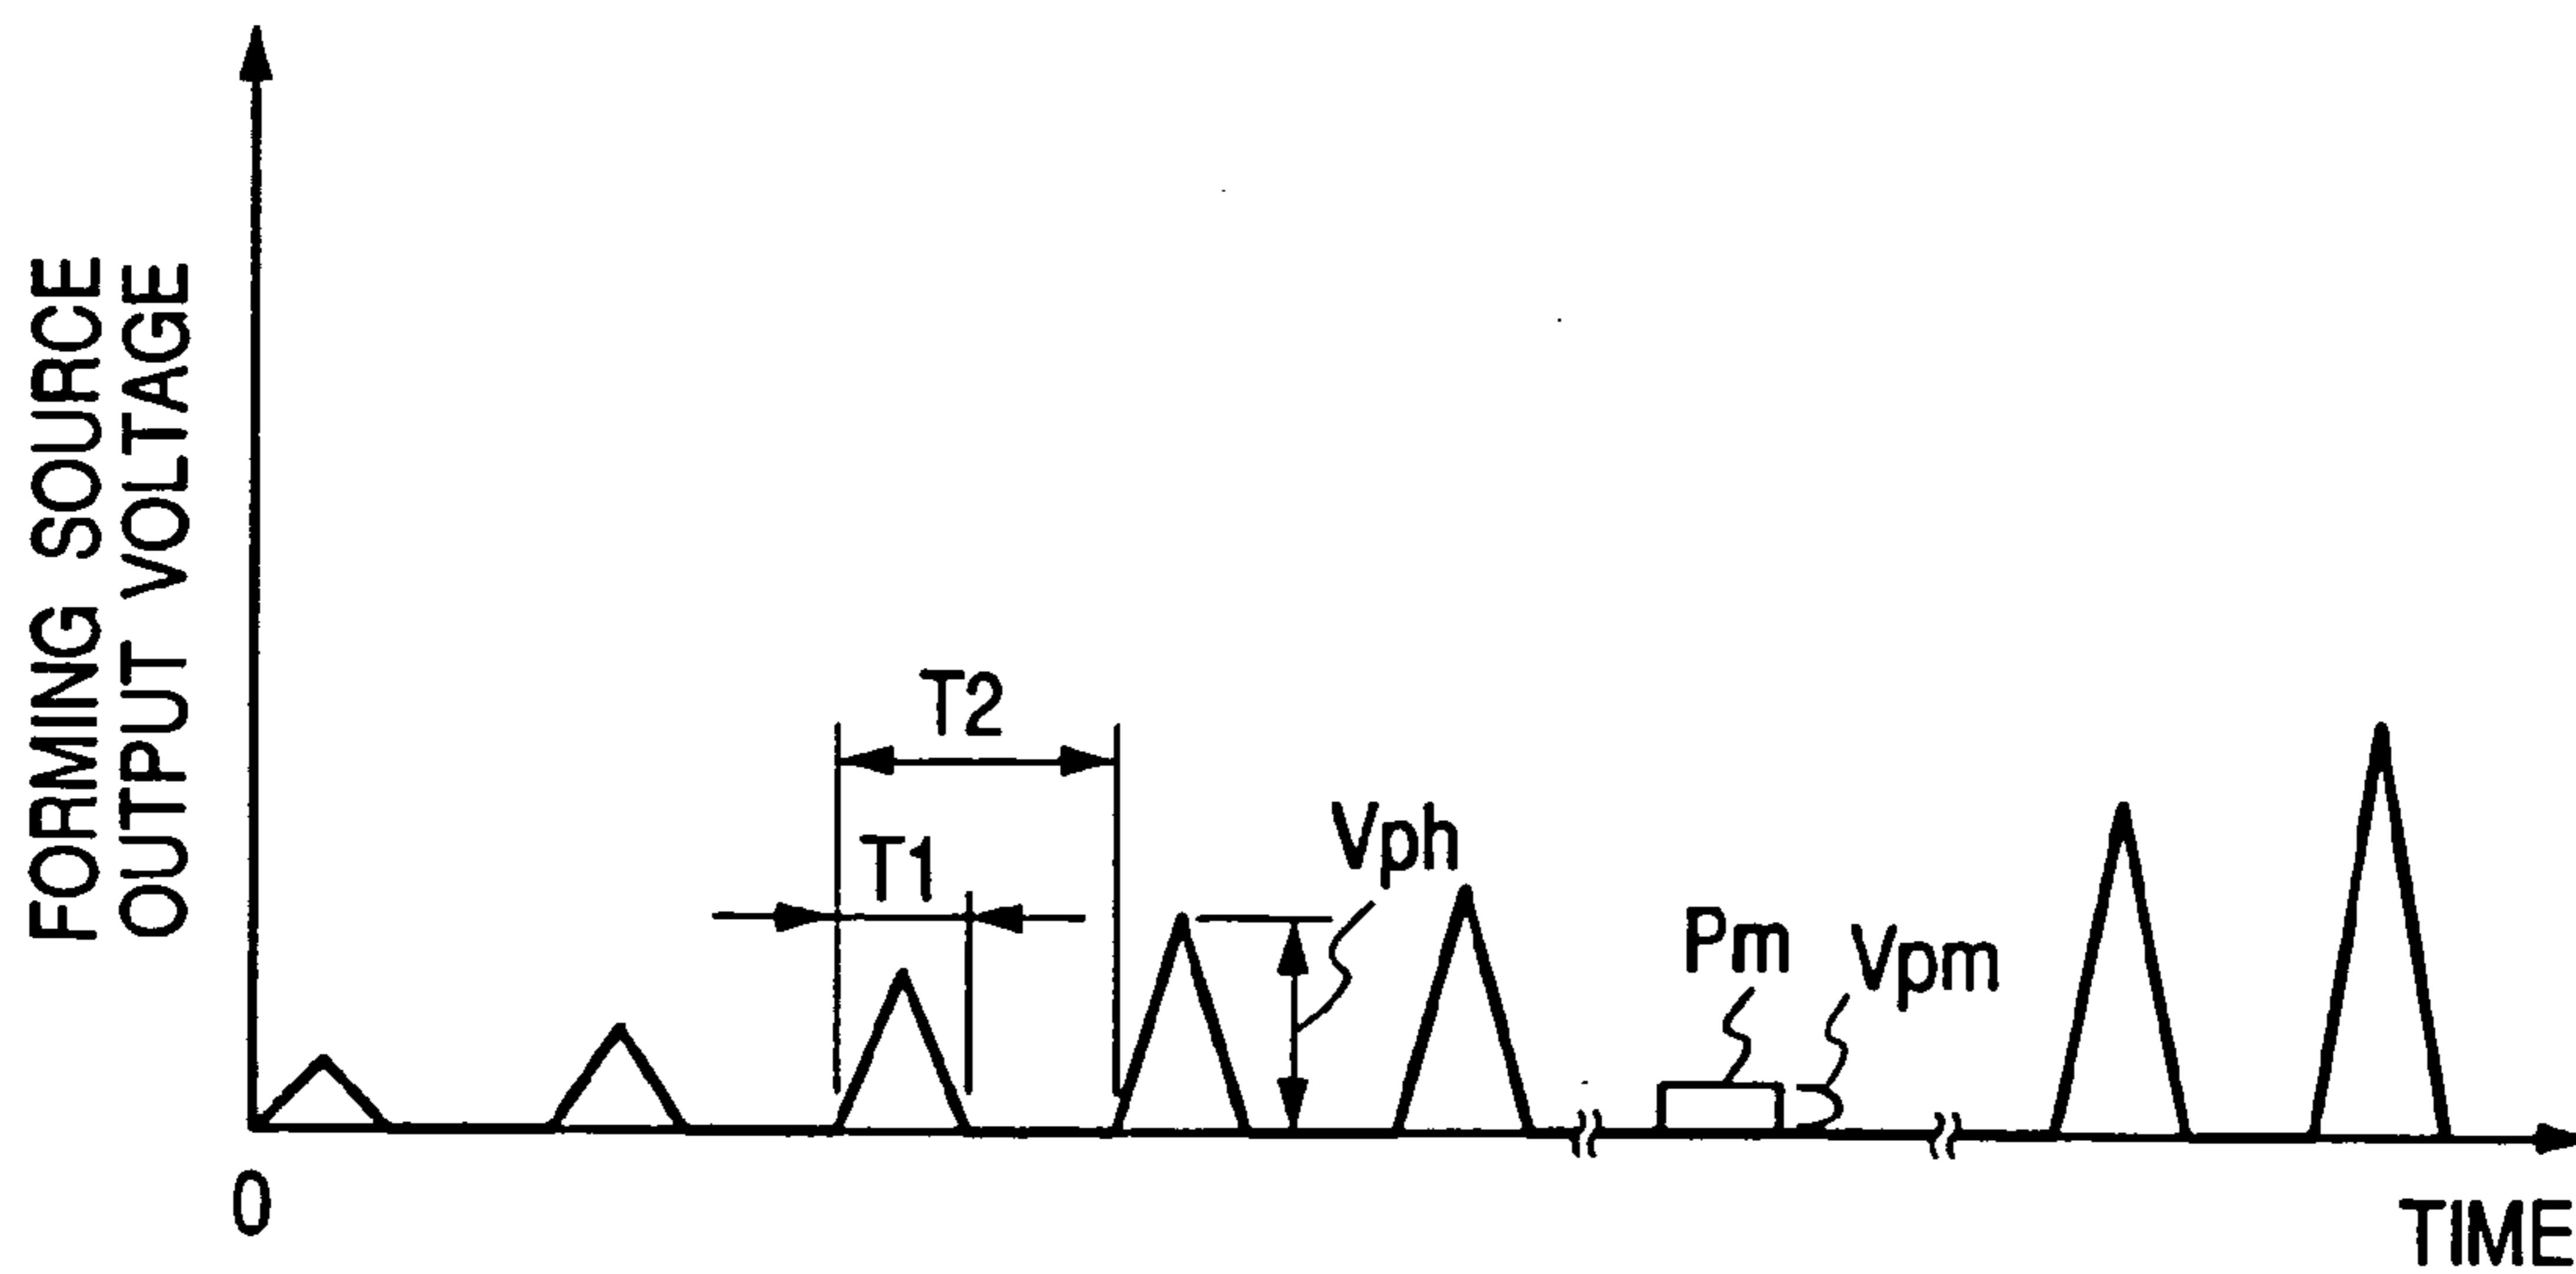 FORMING SOURCE
OUTPUT VOLTAGE
T2
T1
Vph
Pm
Vpm
0
TIME